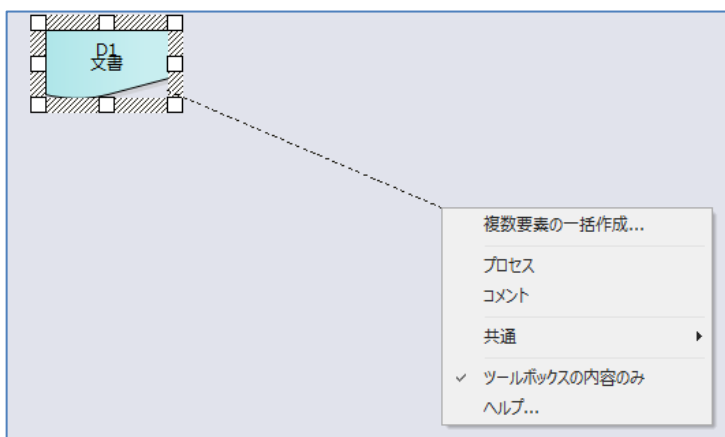 D1
文書
複数要素の一括作成...
プロセス
コメント
共通
ツールボックスの内容のみ
ヘルプ...